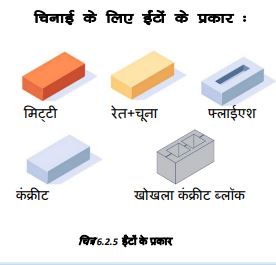 चिनाई के लिए ईंटों के प्रकार :
मिट्टी रेत+चूना फ्लाईएश
कंक्रीट खोखला कंक्रीट ब्लॉक
चित्र 6.2.5 ईंटों के प्रकार